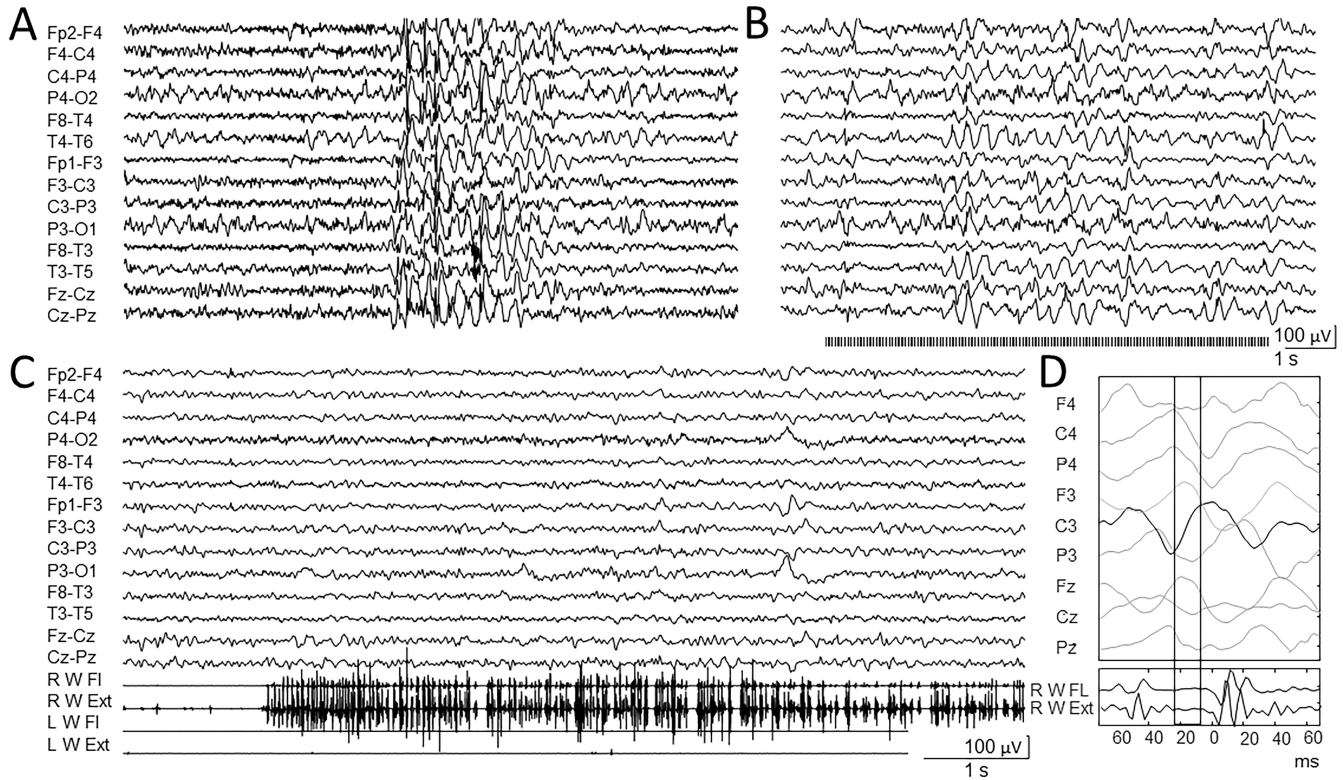 A
Fp2-F4
F4-C4
C4-P4
P4-O2
F8-T4
T4-T6
Fp1-F3
F3-C3
C3-P3
P3-O1
F8-T3
T3-T5
Fz-Cz
Cz-Pz
B
100 µV
1 s
C
Fp2-F4
F4-C4
C4-P4
P4-O2
F8-T4
T4-T6
Fp1-F3
F3-C3
C3-P3
P3-O1
F8-T3
T3-T5
Fz-Cz
Cz-Pz
R W Fl
R W Ext
L W Fl
L W Ext
100 µV
1 s
D
F4
C4
P4
F3
C3
P3
Fz
Cz
Pz
R W FL
R W Ext
60 40 20 0 20 40 60
ms